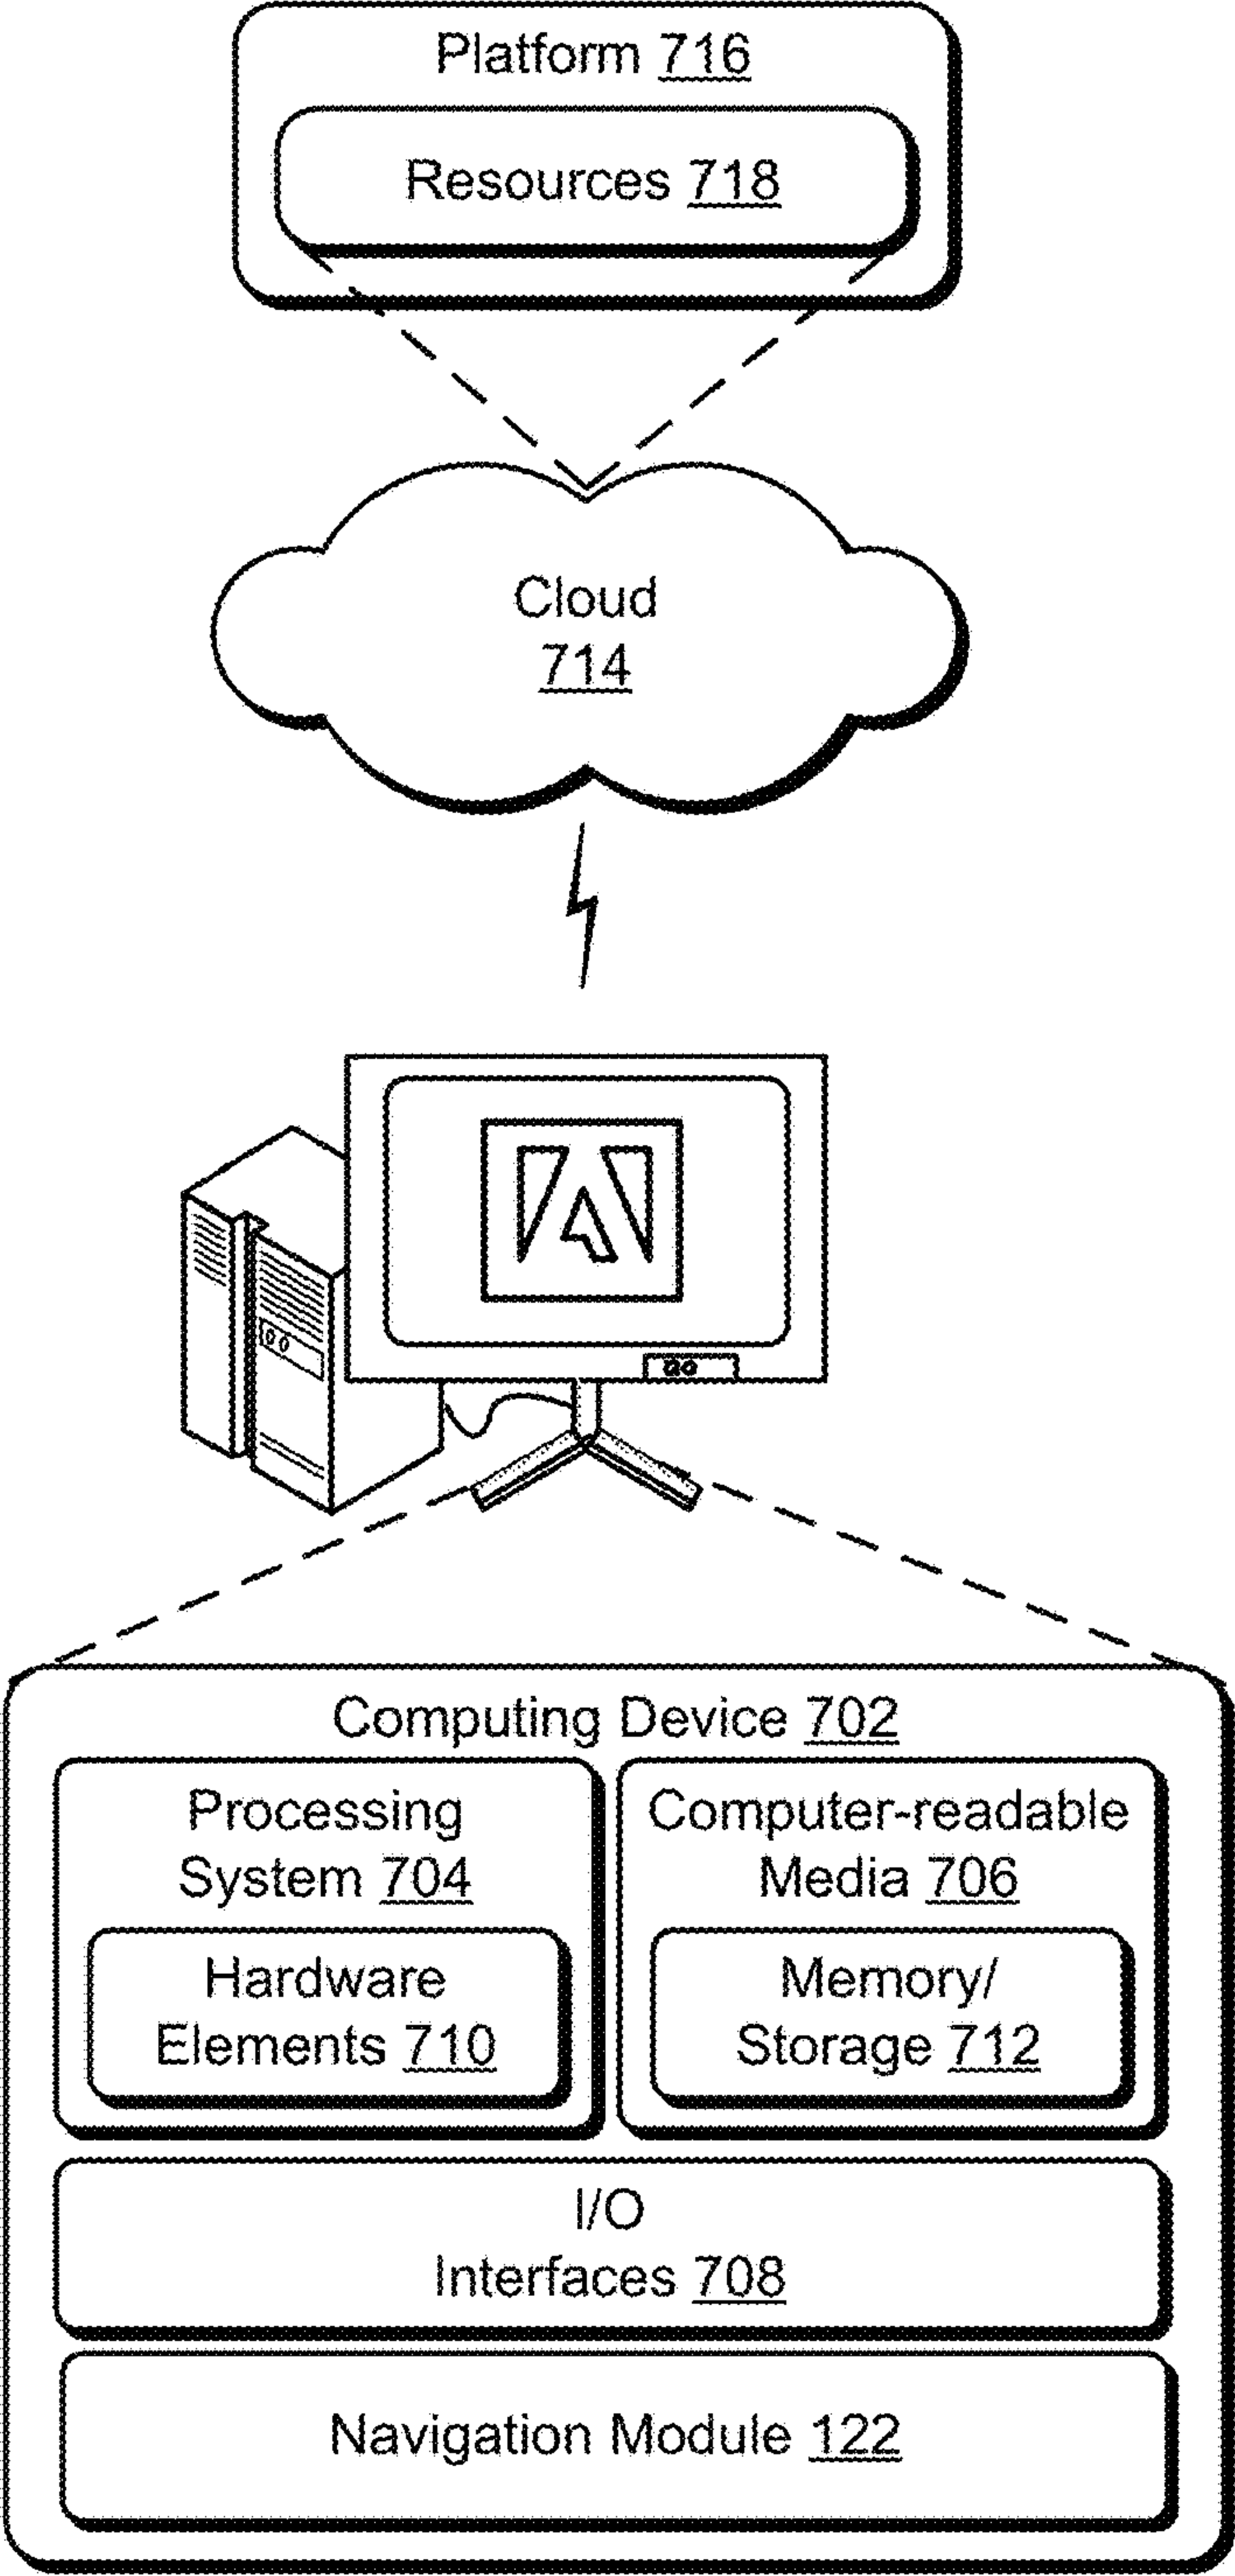 Platform 716
Resources 718
Cloud
714
Computing Device 702
Processing
System 704
Hardware
Elements 710
Computer-readable
Media 706
Memory/
Storage 712
I/O
Interfaces 708
Navigation Module 122